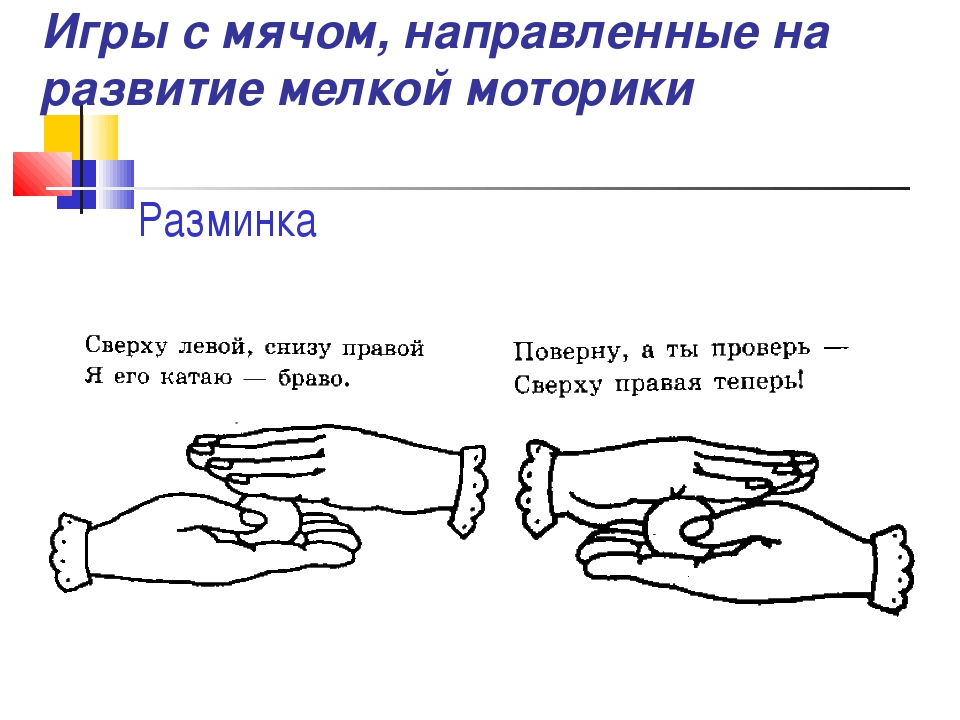 Игры с мячом, направленные на
развитие мелкой моторики
Разминка
Сверху левой, снизу правой
Я его катаю — браво.
Поверну, а ты проверь —
Сверху правая теперь!